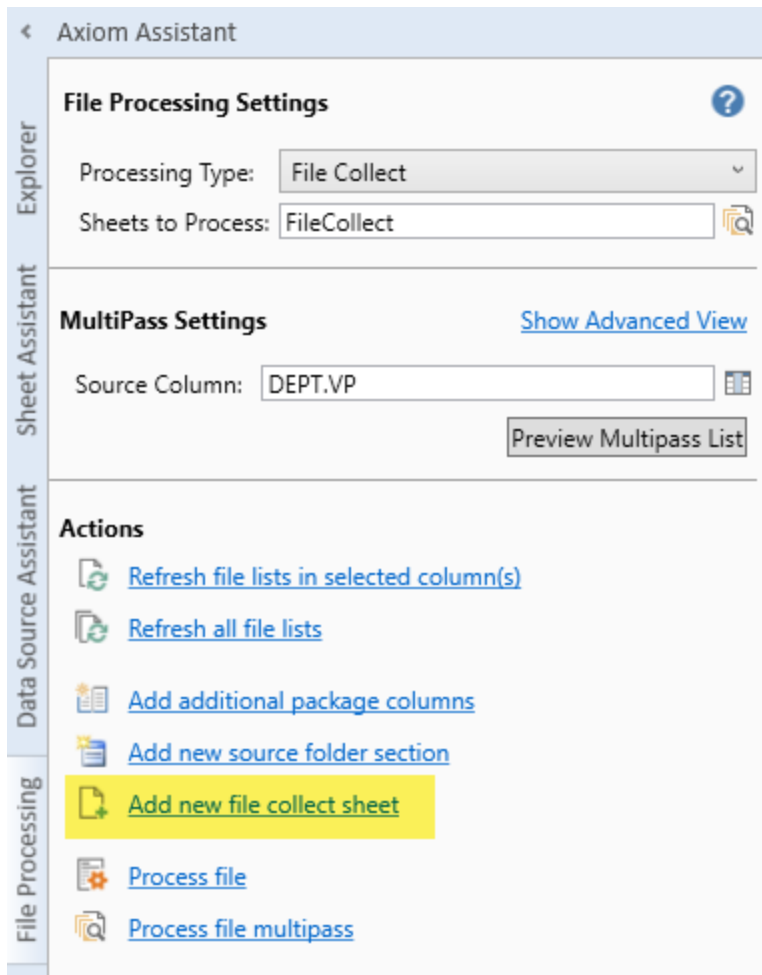 Axiom Assistant
File Processing Settings
Processing Type: File Collect
Sheets to Process: FileCollect
MultiPass Settings Show Advanced View
Source Column: DEPT.VP
Preview Multipass List
Actions
Refresh file lists in selected column(s)
Refresh all file lists
Add additional package columns
Add new source folder section
Add new file collect sheet
Process file
Process file multipass
Explorer
Sheet Assistant
Data Source Assistant
File Processing